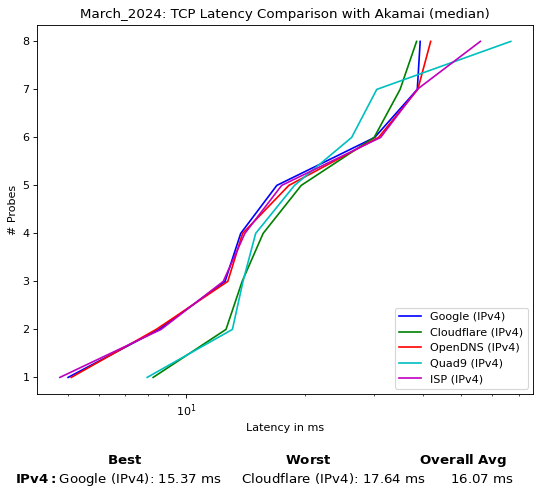 March_2024: TCP Latency Comparison with Akamai (median)
# Probes
8
7
6
5
4
3
2
1
Google (IPv4)
Cloudflare (IPv4)
OpenDNS (IPv4)
Quad9 (IPv4)
ISP (IPv4)
10^1
Latency in ms
Best Worst Overall Avg
IPv4: Google (IPv4): 15.37 ms Cloudflare (IPv4): 17.64 ms 16.07 ms